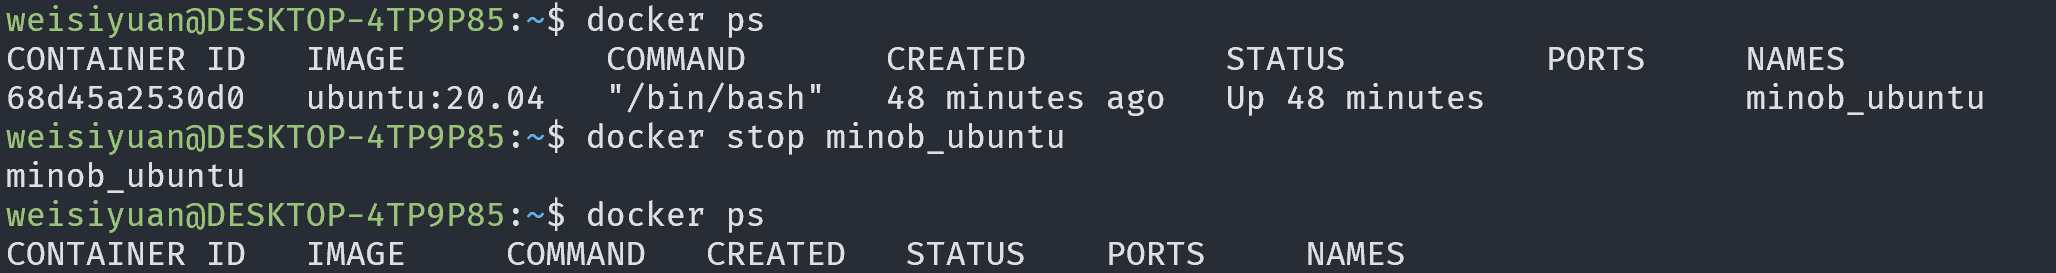 weisiyuan@DESKTOP-4TP9P85:~$ docker ps
CONTAINER ID   IMAGE          COMMAND       CREATED          STATUS          PORTS     NAMES
68d45a2530d0   ubuntu:20.04   "/bin/bash"   48 minutes ago   Up 48 minutes             minob_ubuntu
weisiyuan@DESKTOP-4TP9P85:~$ docker stop minob_ubuntu
minob_ubuntu
weisiyuan@DESKTOP-4TP9P85:~$ docker ps
CONTAINER ID   IMAGE     COMMAND   CREATED   STATUS    PORTS     NAMES